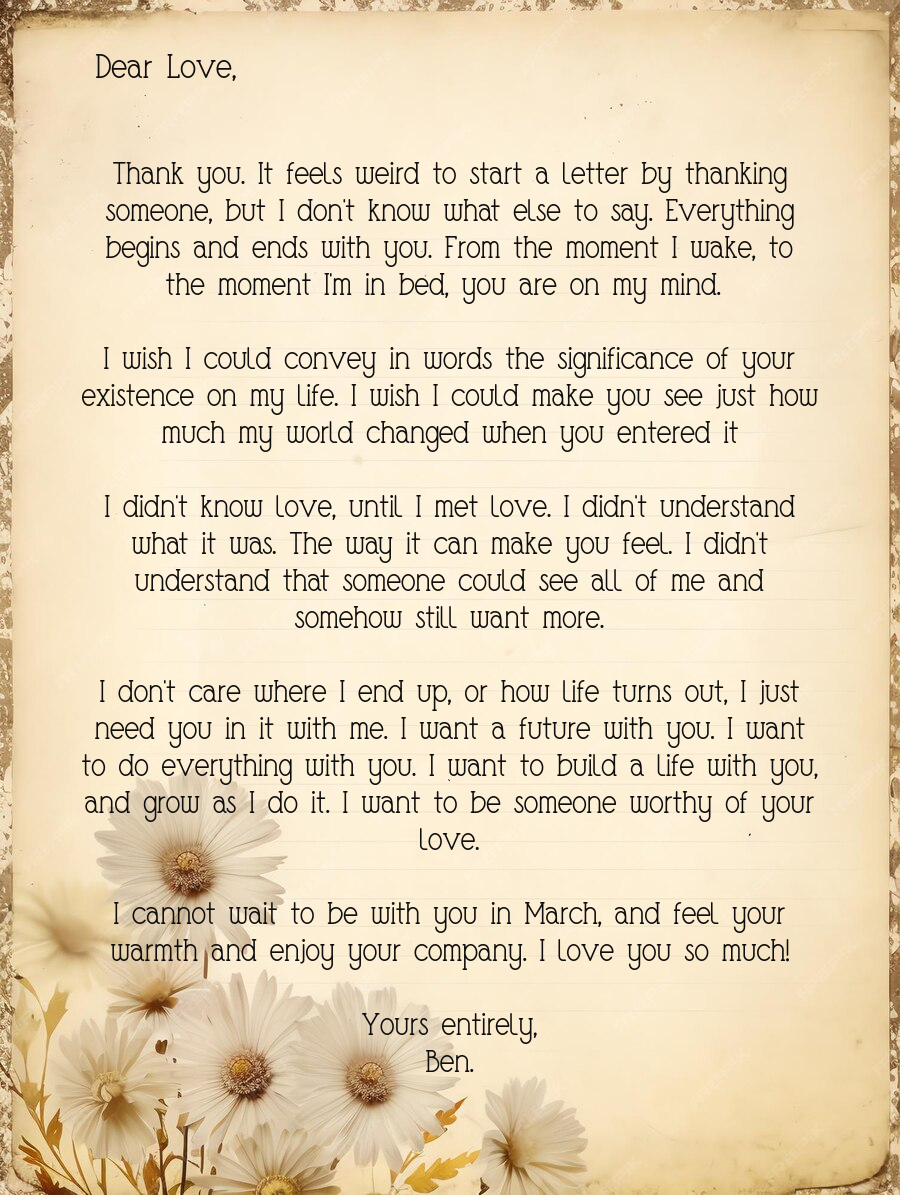 Dear Love,
Thank you. It feels weird to start a letter by thanking
someone, but I don't know what else to say. Everything
begins and ends with you. From the moment I wake, to
the moment I'm in bed, you are on my mind.
I wish I could convey in words the significance of your
existence on my life. I wish I could make you see just how
much my world changed when you entered it
I didn't know love, until I met love. I didn't understand
what it was. The way it can make you feel. I didn't
understand that someone could see all of me and
somehow still want more.
I don't care where I end up, or how life turns out, I just
need you in it with me. I want a future with you. I want
to do everything with you. I want to build a life with you,
and grow as I do it. I want to be someone worthy of your
love.
I cannot wait to be with you in March, and feel your
warmth and enjoy your company. I love you so much!
Yours entirely,
Ben.